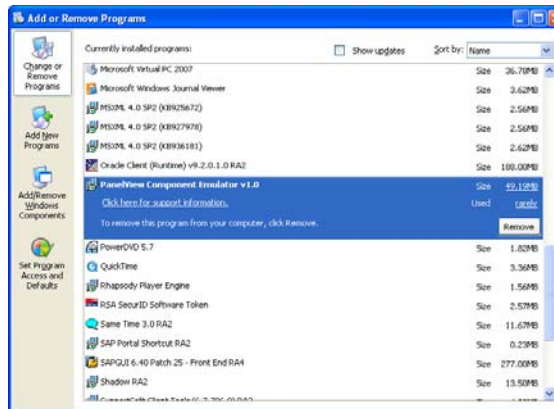 Add or Remove Programs
Change or Remove Programs
Add New Programs
Add/Remove Windows Components
Set Program Access and Defaults
Currently installed programs:
Show updates
Sort by: Name
Microsoft Virtual PC 2007 Size 36.78MB
Microsoft Windows Journal Viewer Size 3.62MB
MSXML 4.0 SP2 (KB925672) Size 2.56MB
MSXML 4.0 SP2 (KB927978) Size 2.56MB
MSXML 4.0 SP2 (KB936181) Size 2.62MB
Oracle Client (Runtime) v9.2.0.1.0 RA2 Size 188.00MB
PanelView Component Emulator v1.0 Size 49.19MB
Click here for support information. Used rarely
To remove this program from your computer, click Remove. Remove
PowerDVD 5.7 Size 1.82MB
QuickTime Size 3.36MB
Rhapsody Player Engine Size 1.56MB
RSA SecurID Software Token Size 2.57MB
Same Time 3.0 RA2 Size 11.67MB
SAP Portal Shortcut RA2 Size 0.23MB
SAPGUI 6.40 Patch 25 - Front End RA4 Size 277.00MB
Shadow RA2 Size 13.50MB